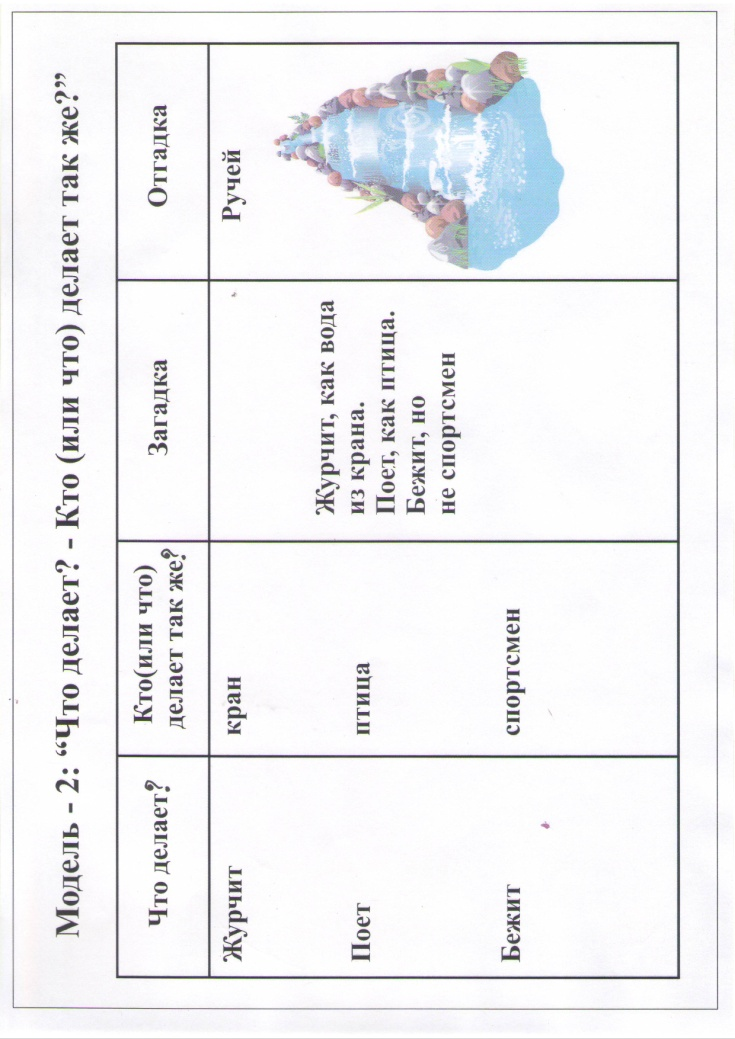 Модель - 2: “Что делает? - Кто (или что) делает так же?”
Что делает?
Кто(или что)
делает так же?
Загадка
Отгадка
Журчит
кран
Поет
птица
Бежит
спортсмен
Журчит, как вода
из крана.
Поет, как птица.
Бежит, но
не спортсмен
Ручей